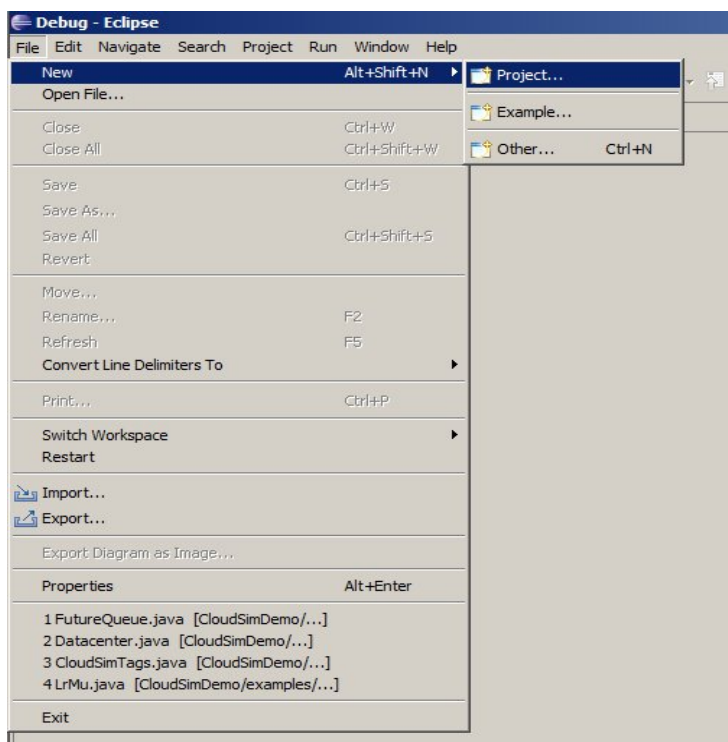 Debug - Eclipse
File Edit Navigate Search Project Run Window Help
New Alt+Shift+N
Project...
Open File...
Example...
Close Ctrl+W
Close All Ctrl+Shift+W
Other... Ctrl+N
Save Ctrl+S
Save As...
Save All Ctrl+Shift+S
Revert
Move...
Rename... F2
Refresh F5
Convert Line Delimiters To
Print... Ctrl+P
Switch Workspace
Restart
Import...
Export...
Export Diagram as Image...
Properties Alt+Enter
1 FutureQueue.java [CloudSimDemo/...]
2 Datacenter.java [CloudSimDemo/...]
3 CloudSimTags.java [CloudSimDemo/...]
4 LrMu.java [CloudSimDemo/examples/...]
Exit